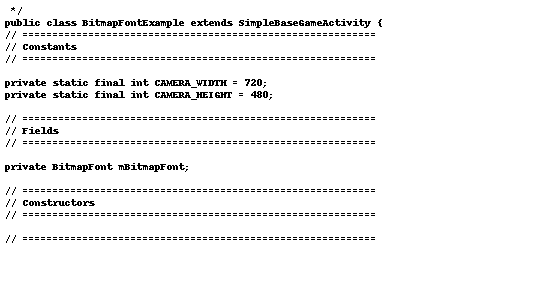 */
public class BitmapFontExample extends SimpleBaseGameActivity {
// ===========================================================
// Constants
// ===========================================================
private static final int CAMERA_WIDTH = 720;
private static final int CAMERA_HEIGHT = 480;
// ===========================================================
// Fields
// ===========================================================
private BitmapFont mBitmapFont;
// ===========================================================
// Constructors
// ===========================================================
// ===========================================================